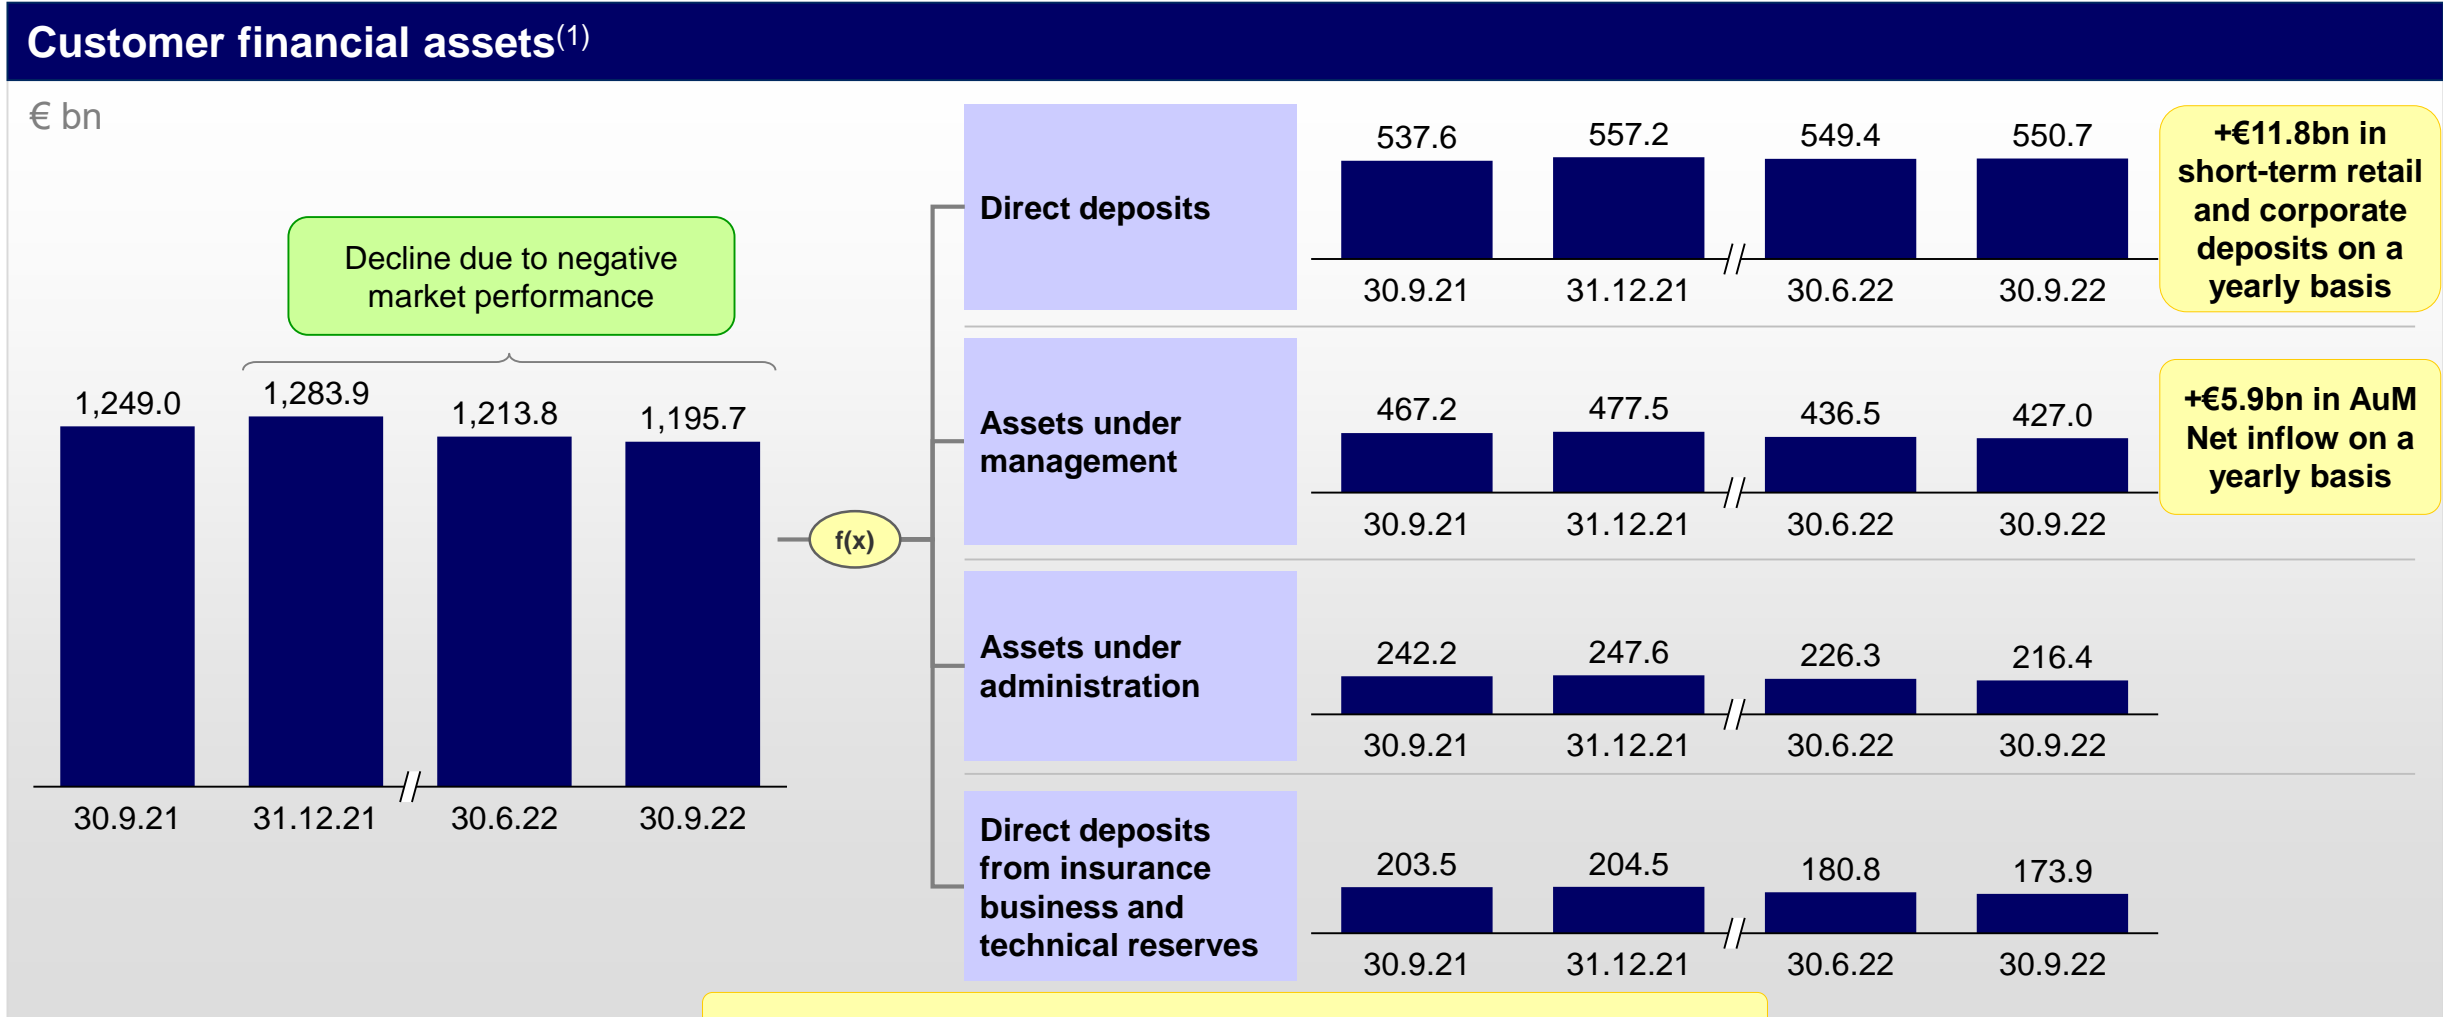 Customer financial assets(1)
€ bn
Decline due to negative
market performance
1,249.0 1,283.9 1,213.8 1,195.7
30.9.21 31.12.21 30.6.22 30.9.22
f(x)
Direct deposits
537.6 557.2 549.4 550.7
30.9.21 31.12.21 30.6.22 30.9.22
+€11.8bn in
short-term retail
and corporate
deposits on a
yearly basis
Assets under
management
467.2 477.5 436.5 427.0
30.9.21 31.12.21 30.6.22 30.9.22
+€5.9bn in AuM
Net inflow on a
yearly basis
Assets under
administration
242.2 247.6 226.3 216.4
30.9.21 31.12.21 30.6.22 30.9.22
Direct deposits
from insurance
business and
technical reserves
203.5 204.5 180.8 173.9
30.9.21 31.12.21 30.6.22 30.9.22